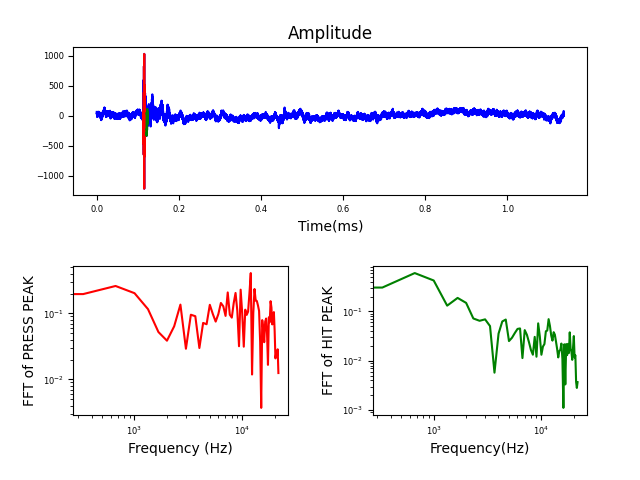 Amplitude
1000
500
0
−500
−1000
0.0 0.2 0.4 0.6 0.8 1.0
Time(ms)
FFT of PRESS PEAK
10⁻¹
10⁻²
10³ 10⁴
Frequency (Hz)
FFT of HIT PEAK
10⁻¹
10⁻²
10⁻³
10³ 10⁴
Frequency(Hz)